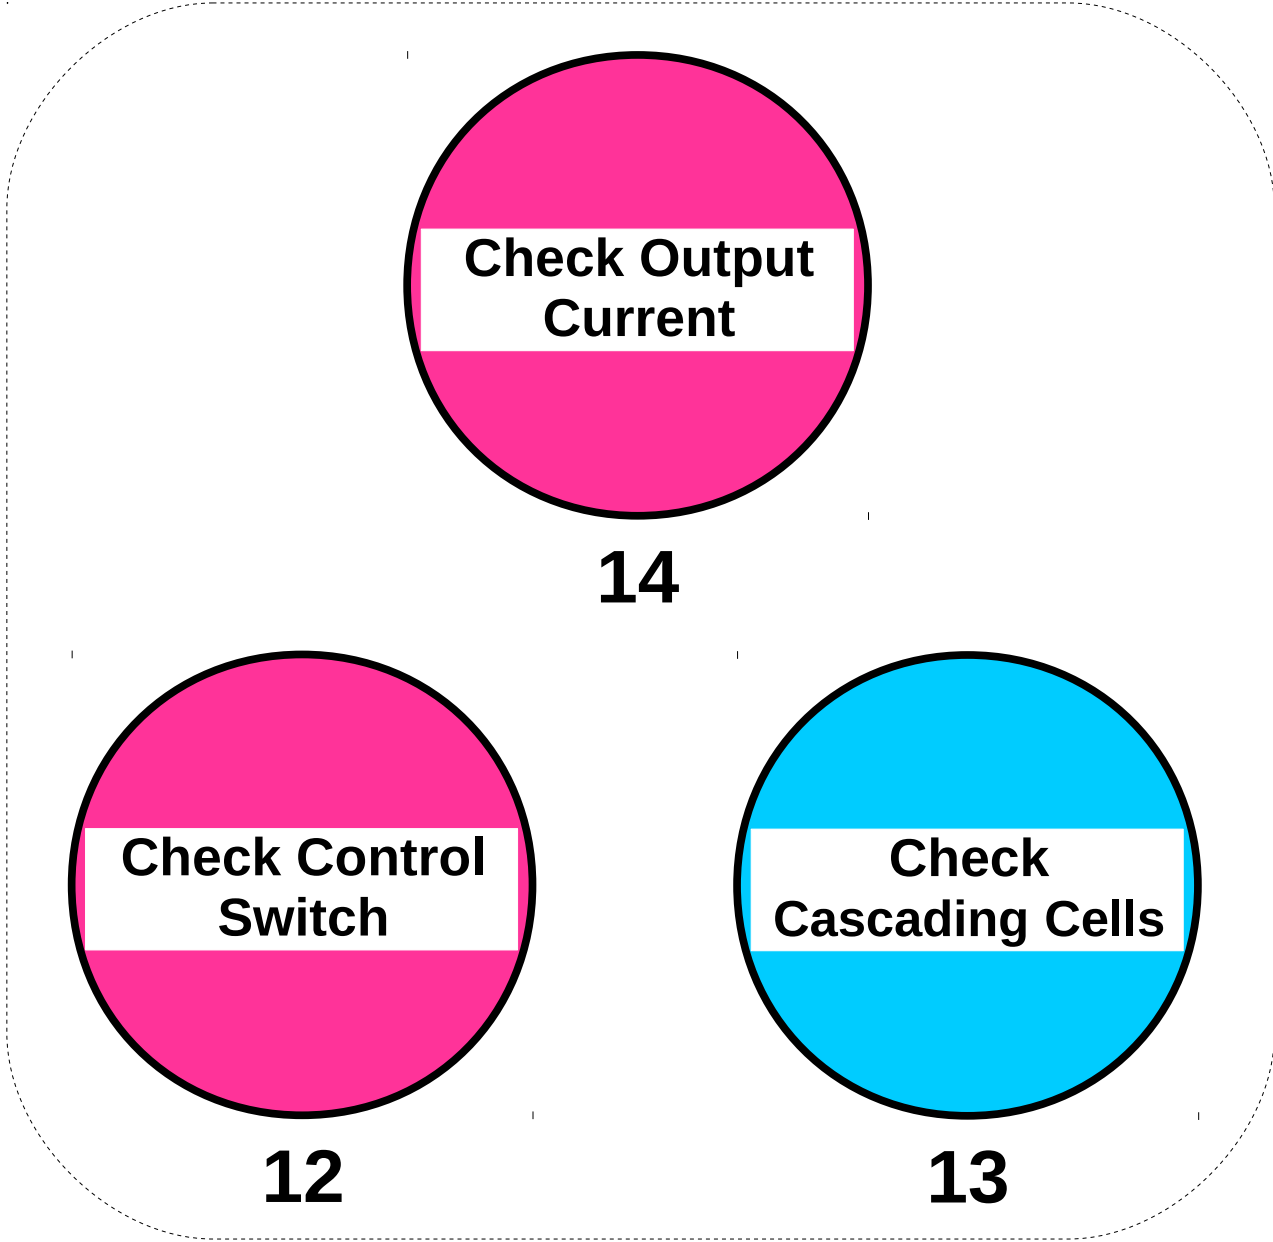 Check Output
Current
14
Check Control
Switch
12
Check
Cascading Cells
13